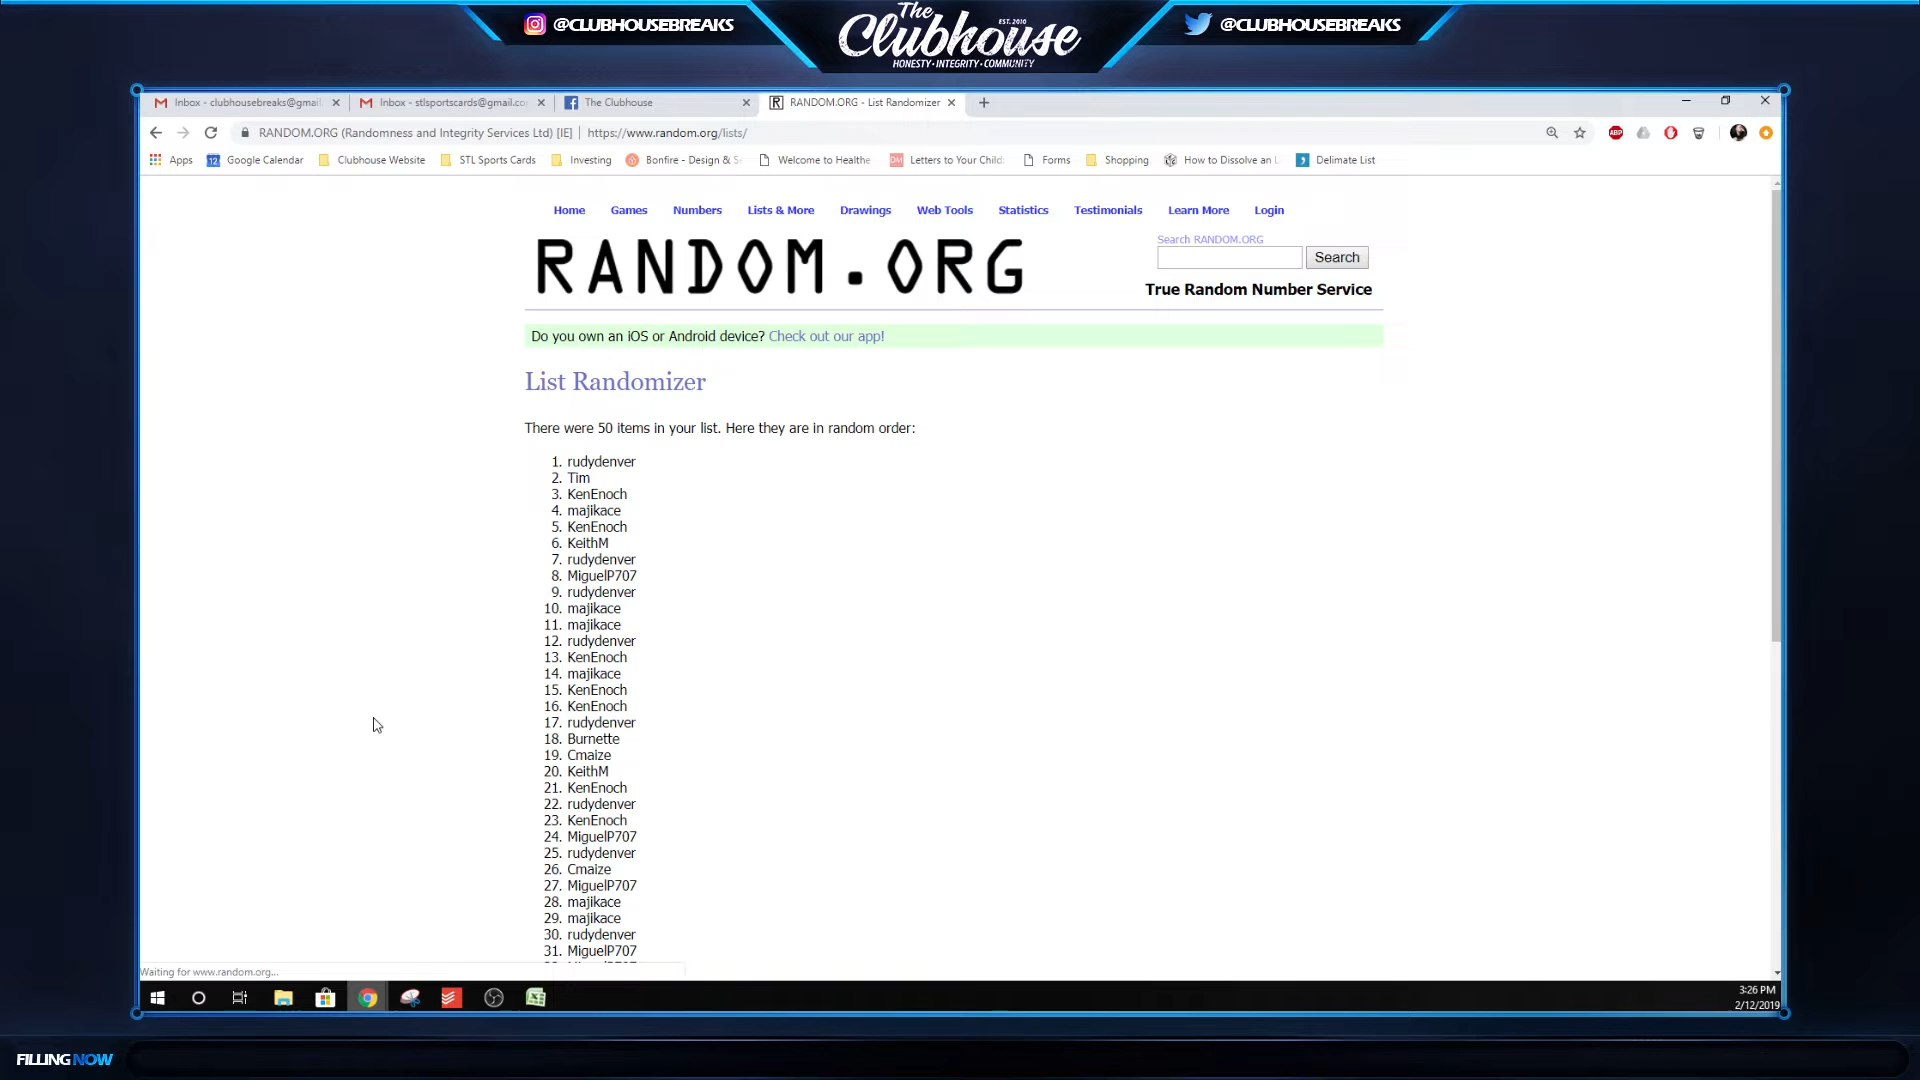 @CLUBHOUSEBREAKS
The Clubhouse
EST. 2010
HONESTY • INTEGRITY • COMMUNITY
@CLUBHOUSEBREAKS
Inbox - clubhousebreaks@gmail
Inbox - stlsportscards@gmail.co
The Clubhouse
RANDOM.ORG - List Randomizer
RANDOM.ORG (Randomness and Integrity Services Ltd) [IE] | https://www.random.org/lists/
Apps
Google Calendar
Clubhouse Website
STL Sports Cards
Investing
Bonfire - Design & S
Welcome to Healthe
Letters to Your Child
Forms
Shopping
How to Dissolve an
Delimate List
Home Games Numbers Lists & More Drawings Web Tools Statistics Testimonials Learn More Login
RANDOM.ORG
Search RANDOM.ORG
Search
True Random Number Service
Do you own an iOS or Android device? Check out our app!
List Randomizer
There were 50 items in your list. Here they are in random order:
1. rudydenver
2. Tim
3. KenEnoch
4. majikace
5. KenEnoch
6. KeithM
7. rudydenver
8. MiguelP707
9. rudydenver
10. majikace
11. majikace
12. rudydenver
13. KenEnoch
14. majikace
15. KenEnoch
16. KenEnoch
17. rudydenver
18. Burnette
19. Cmaize
20. KeithM
21. KenEnoch
22. rudydenver
23. KenEnoch
24. MiguelP707
25. rudydenver
26. Cmaize
27. MiguelP707
28. majikace
29. majikace
30. rudydenver
31. MiguelP707
Waiting for www.random.org...
3:26 PM
2/12/2019
FILLING NOW